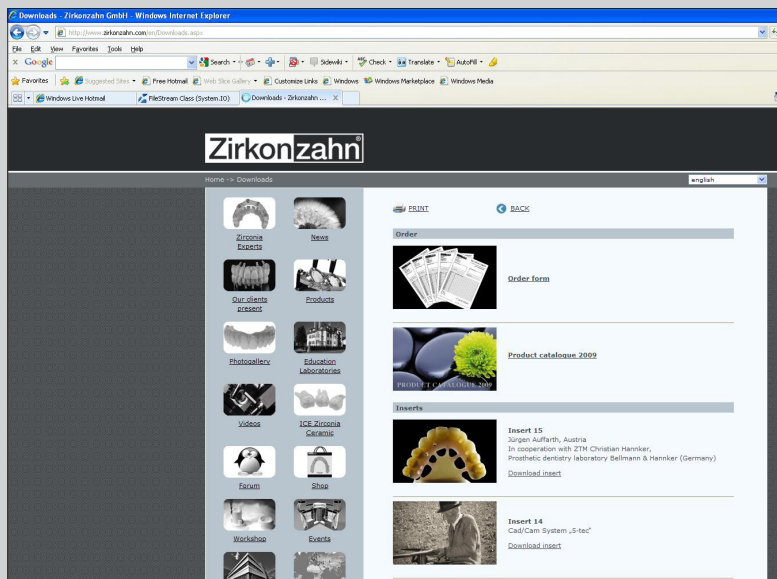 Downloads - Zirkonzahn GmbH - Windows Internet Explorer
http://www.zirkonzahn.com/en/Downloads.aspx
File Edit View Favorites Tools Help
x Google Search Sidewiki Check Translate AutoFill
Favorites Suggested Sites Free Hotmail Web Slice Gallery Customize Links Windows Windows Marketplace Windows Media
Windows Live Hotmail FileStream Class (System.IO) Downloads - Zirkonzahn ... X
Zirkonzahn®
Home -> Downloads english
PRINT BACK
Zirconia Experts
News
Our clients present
Products
Photogallery
Education Laboratories
Videos
ICE Zirconia Ceramic
Forum
Shop
Workshop
Events
Order
Order form
PRODUCT CATALOGUE 2009
Product catalogue 2009
Inserts
Insert 15
Jürgen Auffarth, Austria
In cooperation with ZTM Christian Hannker,
Prosthetic dentistry laboratory Bellmann & Hannker (Germany)
Download insert
Insert 14
Cad/Cam System „5-tec"
Download insert